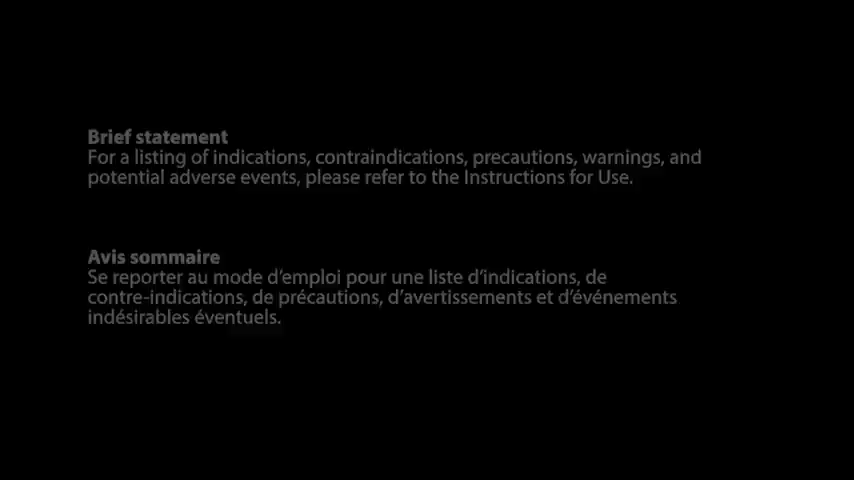 Brief statement
For a listing of indications, contraindications, precautions, warnings, and
potential adverse events, please refer to the Instructions for Use.
Avis sommaire
Se reporter au mode d’emploi pour une liste d’indications, de
contre-indications, de précautions, d’avertissements et d’événements
indésirables éventuels.